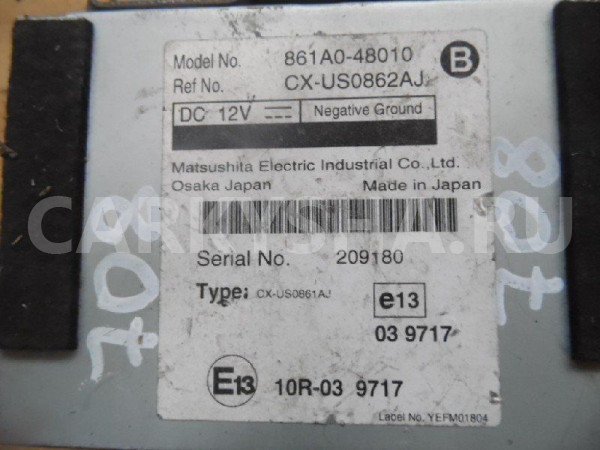 Model No. 861A0-48010 B
Ref No. CX-US0862AJ
DC 12V Negative Ground
Matsushita Electric Industrial Co.,Ltd.
Osaka Japan Made in Japan
Serial No. 209180
Type: CX-US0861AJ e13
03 9717
E13 10R-03 9717
Label No. YEFM01804
CARKYSHA.RU